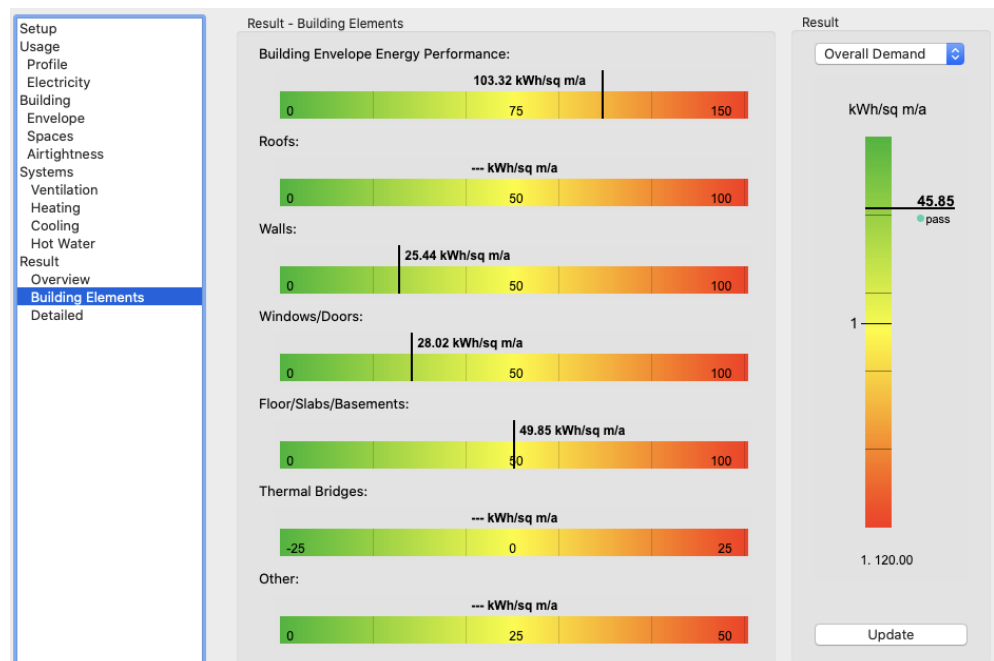 Setup
Usage
Profile
Electricity
Building
Envelope
Spaces
Airtightness
Systems
Ventilation
Heating
Cooling
Hot Water
Result
Overview
Building Elements
Detailed
Result - Building Elements
Building Envelope Energy Performance:
103.32 kWh/sq m/a
0 75 150
Roofs:
--- kWh/sq m/a
0 50 100
Walls:
25.44 kWh/sq m/a
0 50 100
Windows/Doors:
28.02 kWh/sq m/a
0 50 100
Floor/Slabs/Basements:
49.85 kWh/sq m/a
0 50 100
Thermal Bridges:
--- kWh/sq m/a
-25 0 25
Other:
--- kWh/sq m/a
0 25 50
Result
Overall Demand
kWh/sq m/a
45.85
pass
1
1. 120.00
Update